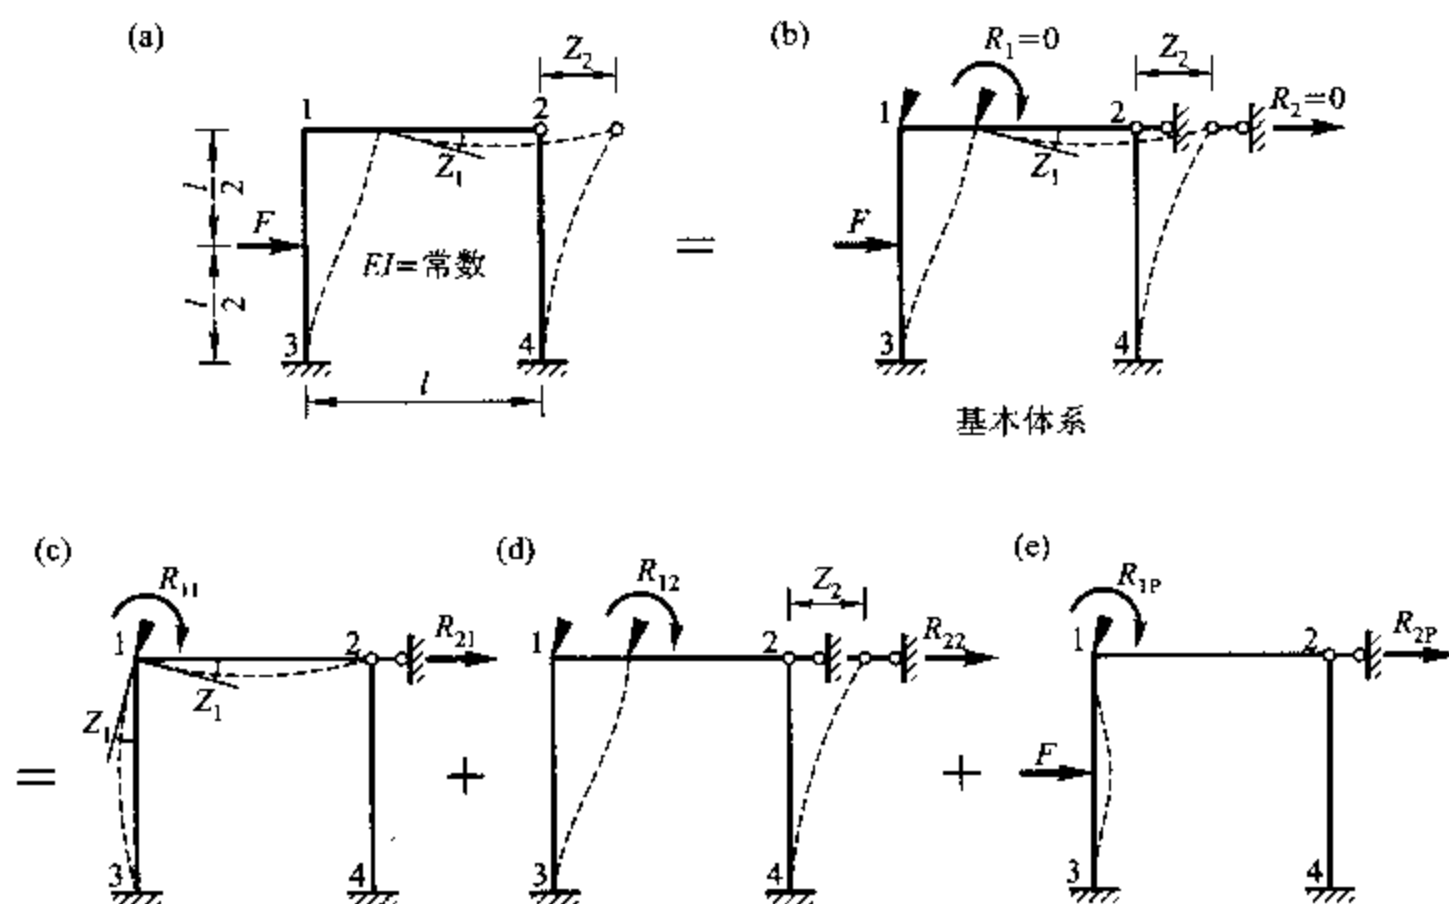 (a)
Z₂
1
2
l/2
F
Z₁
EI=常数
l/2
3
4
l
=
(b)
R₁=0
Z₂
1
2
R₂=0
Z₁
F
3
4
基本体系
=
(c)
R₁₁
1
2
R₂₁
Z₁
Z₁
3
4
+
(d)
R₁₂
Z₂
1
2
R₂₂
3
4
+
(e)
R₁P
1
2
R₂P
F
3
4